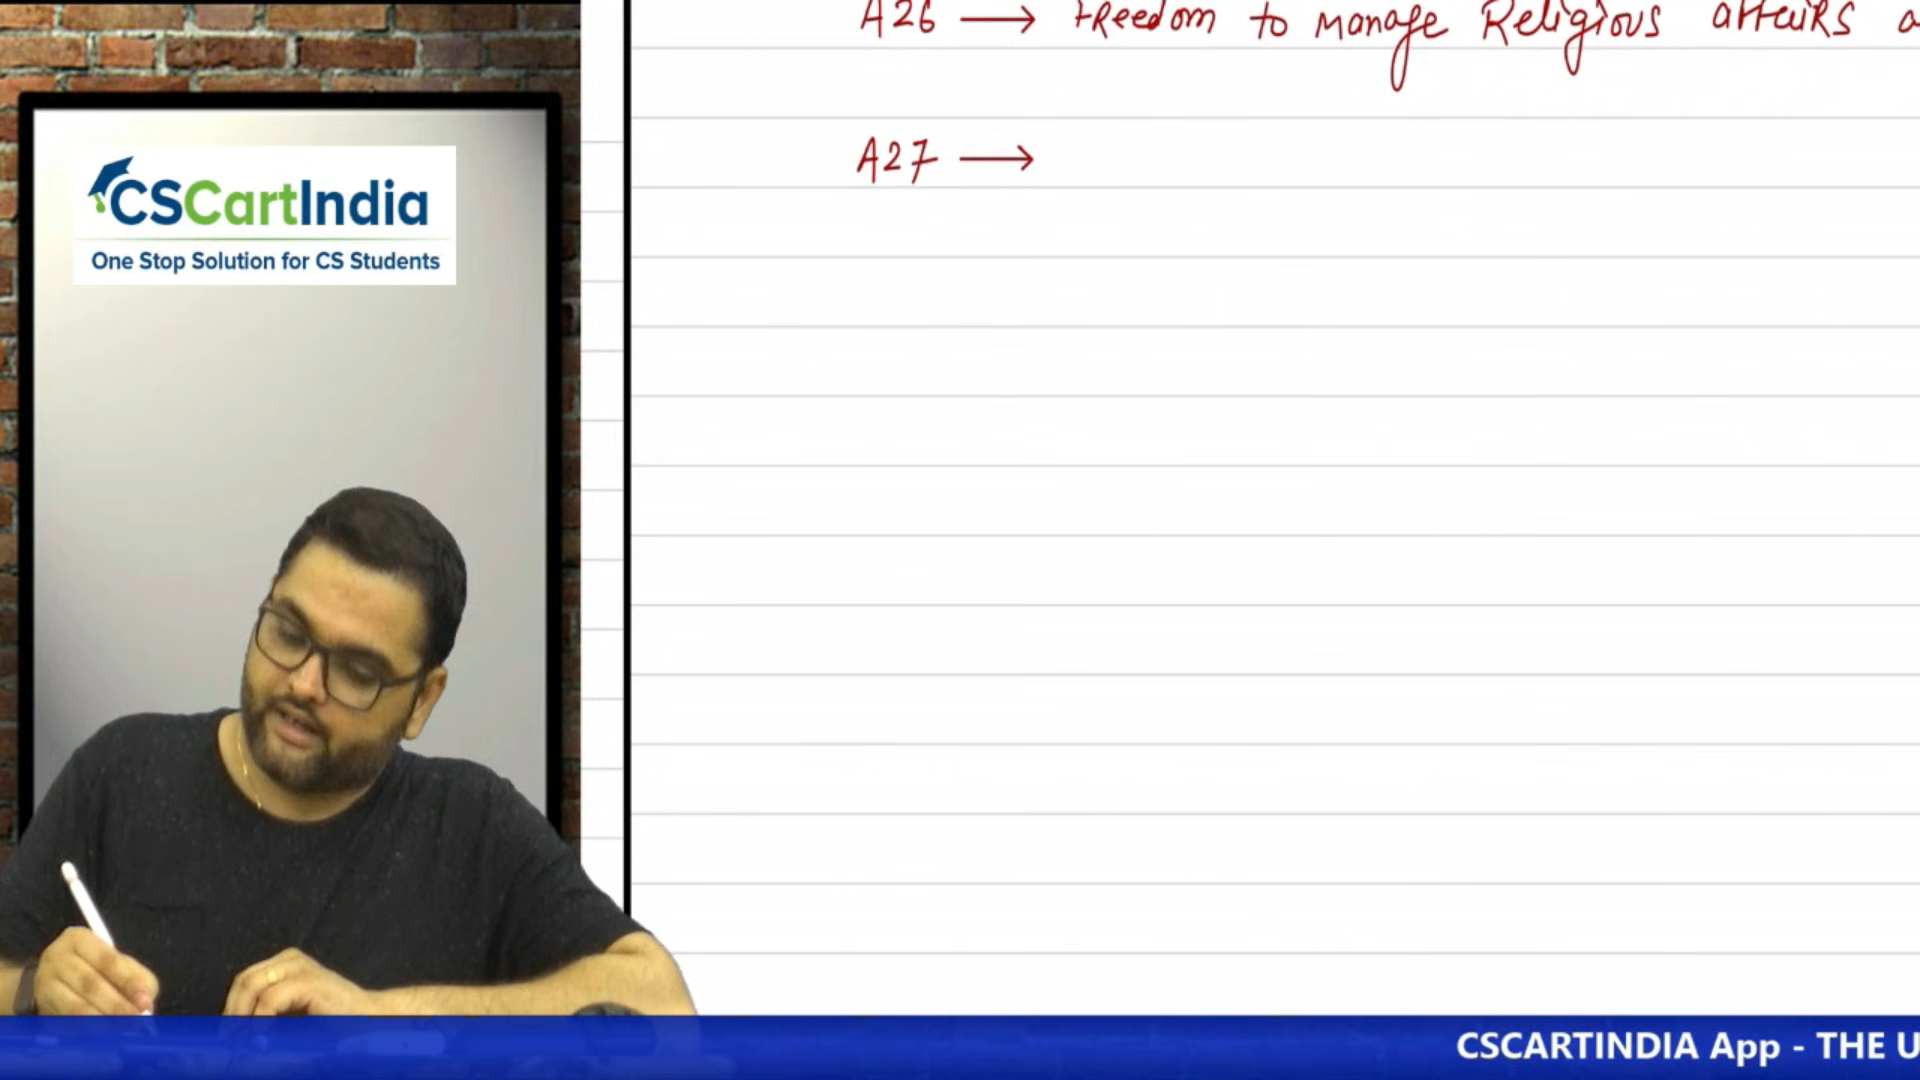 A26 → Freedom to manage Religious affairs
A27 →
CSCartIndia
One Stop Solution for CS Students
CSCARTINDIA App - THE U